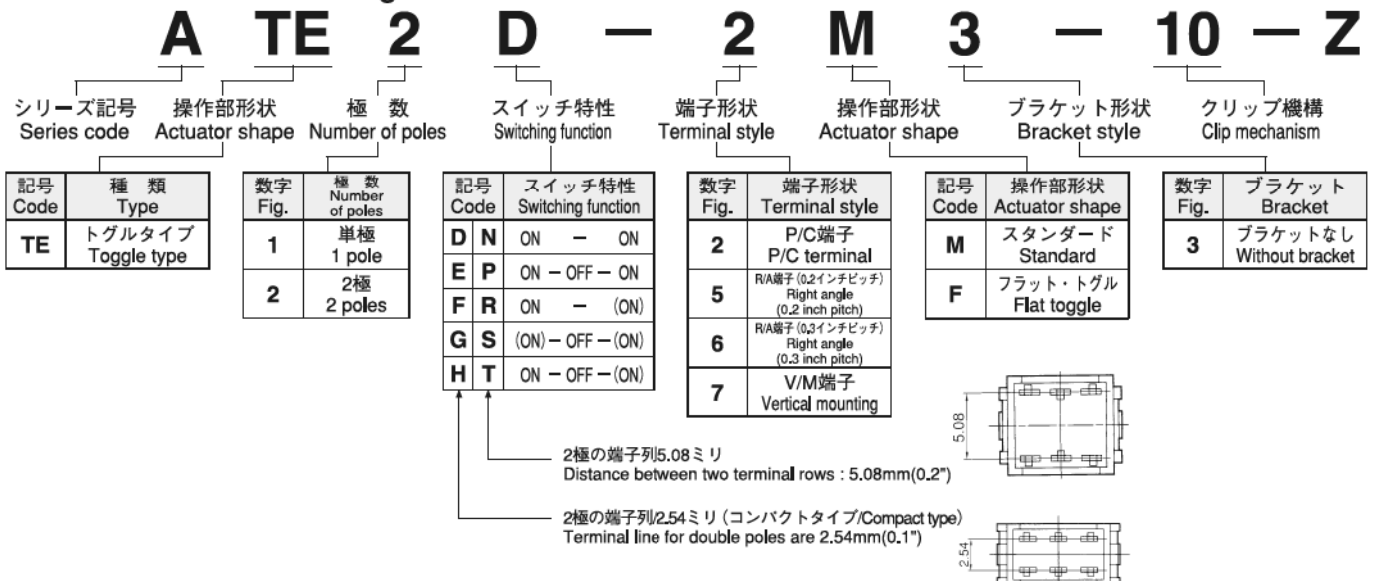 A TE 2 D － 2 M 3 － 10 － Z
シリーズ記号 操作部形状 極 数 スイッチ特性 端子形状 操作部形状 ブラケット形状 クリップ機構
Series code Actuator shape Number of poles Switching function Terminal style Actuator shape Bracket style Clip mechanism
記号 種 類
Code Type
TE トグルタイプ
Toggle type
数字 極 数
Fig. Number
of poles
1 単極
1 pole
2 2極
2 poles
記号 スイッチ特性
Code Switching function
D N ON － ON
E P ON － OFF － ON
F R ON － (ON)
G S (ON) － OFF － (ON)
H T ON － OFF － (ON)
数字 端子形状
Fig. Terminal style
2 P/C端子
P/C terminal
5 R/A端子(0.2インチピッチ)
Right angle
(0.2 inch pitch)
6 R/A端子(0.3インチピッチ)
Right angle
(0.3 inch pitch)
7 V/M端子
Vertical mounting
記号 操作部形状
Code Actuator shape
M スタンダード
Standard
F フラット・トグル
Flat toggle
数字 ブラケット
Fig. Bracket
3 ブラケットなし
Without bracket
5.08
2極の端子列5.08ミリ
Distance between two terminal rows : 5.08mm(0.2")
2極の端子列/2.54ミリ(コンパクトタイプ/Compact type)
Terminal line for double poles are 2.54mm(0.1")
2.54